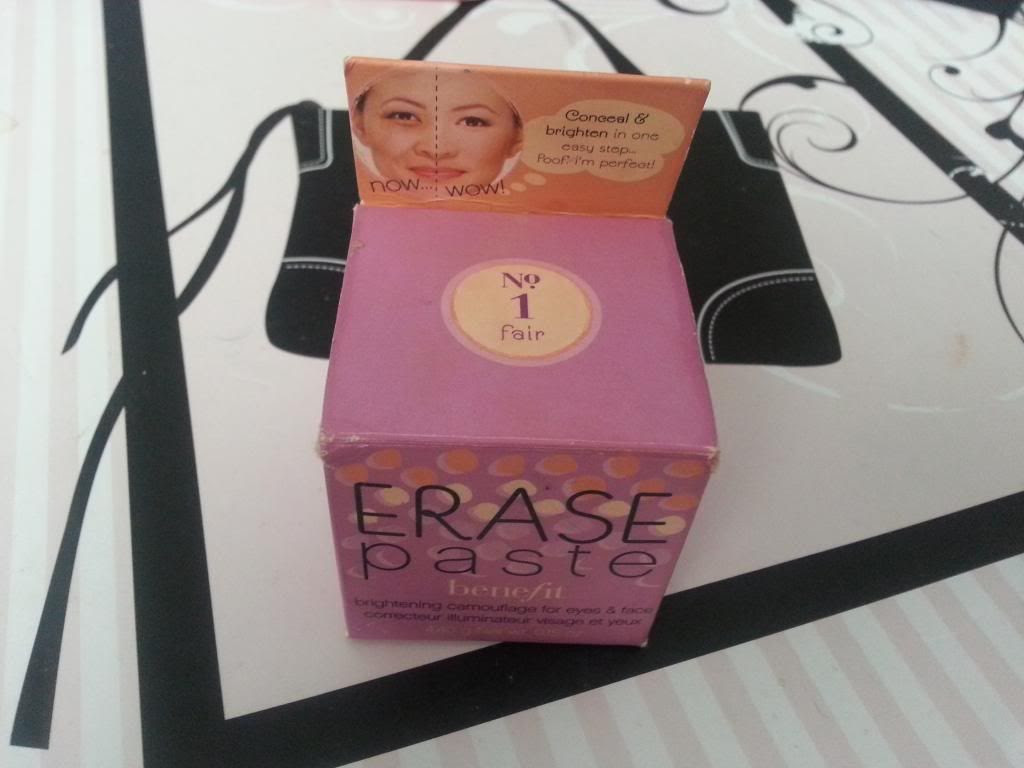 Conceal &
brighten in one
easy step...
Poof! I'm perfect!
now... wow!
No
1
fair
ERASE
paste
benefit
brightening camouflage for eyes & face
correcteur illuminateur visage et yeux